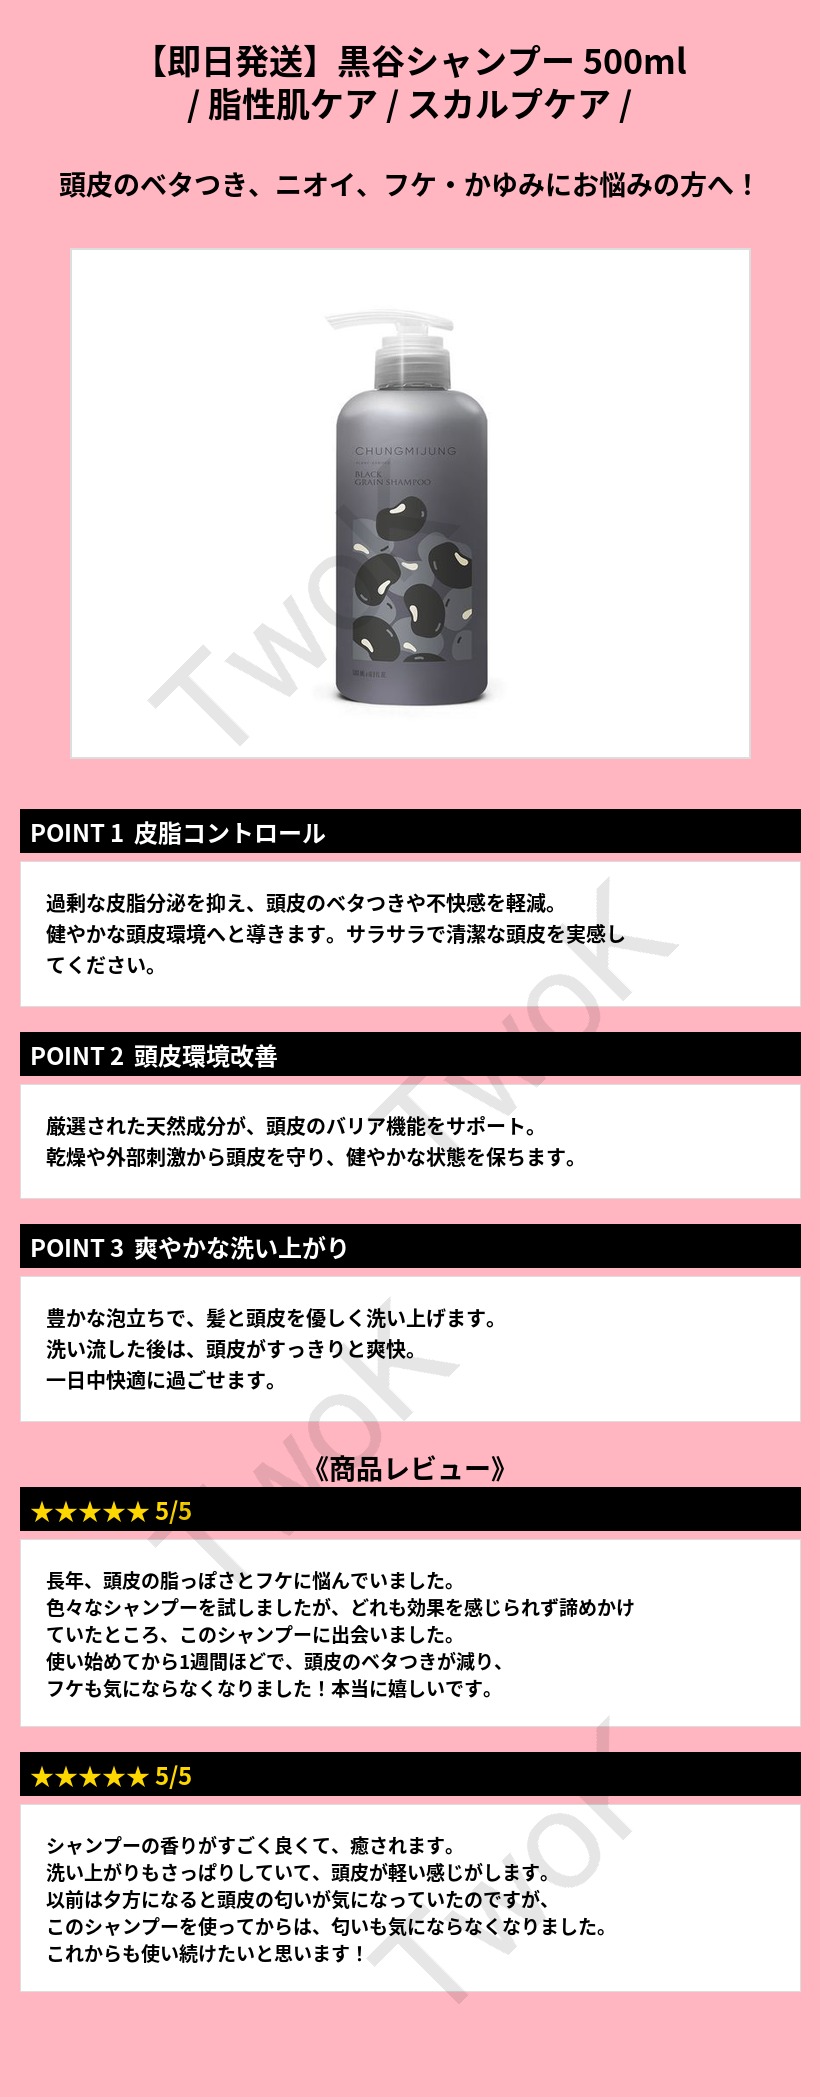 【即日発送】黒谷シャンプー 500ml
/ 脂性肌ケア / スカルプケア /
頭皮のベタつき、ニオイ、フケ・かゆみにお悩みの方へ！
CHUNGMIJUNG
BLACK
GRAIN SHAMPOO
TwoK
POINT 1 皮脂コントロール
過剰な皮脂分泌を抑え、頭皮のベタつきや不快感を軽減。
健やかな頭皮環境へと導きます。サラサラで清潔な頭皮を実感し
てください。
TwoK
POINT 2 頭皮環境改善
厳選された天然成分が、頭皮のバリア機能をサポート。
乾燥や外部刺激から頭皮を守り、健やかな状態を保ちます。
POINT 3 爽やかな洗い上がり
豊かな泡立ちで、髪と頭皮を優しく洗い上げます。
洗い流した後は、頭皮がすっきりと爽快。
一日中快適に過ごせます。
TwoK
《商品レビュー》
★★★★★ 5/5
長年、頭皮の脂っぽさとフケに悩んでいました。
色々なシャンプーを試しましたが、どれも効果を感じられず諦めかけ
ていたところ、このシャンプーに出会いました。
使い始めてから1週間ほどで、頭皮のベタつきが減り、
フケも気にならなくなりました！本当に嬉しいです。
★★★★★ 5/5
シャンプーの香りがすごく良くて、癒されます。
洗い上がりもさっぱりしていて、頭皮が軽い感じがします。
以前は夕方になると頭皮の匂いが気になっていたのですが、
このシャンプーを使ってからは、匂いも気にならなくなりました。
これからも使い続けたいと思います！
TwoK